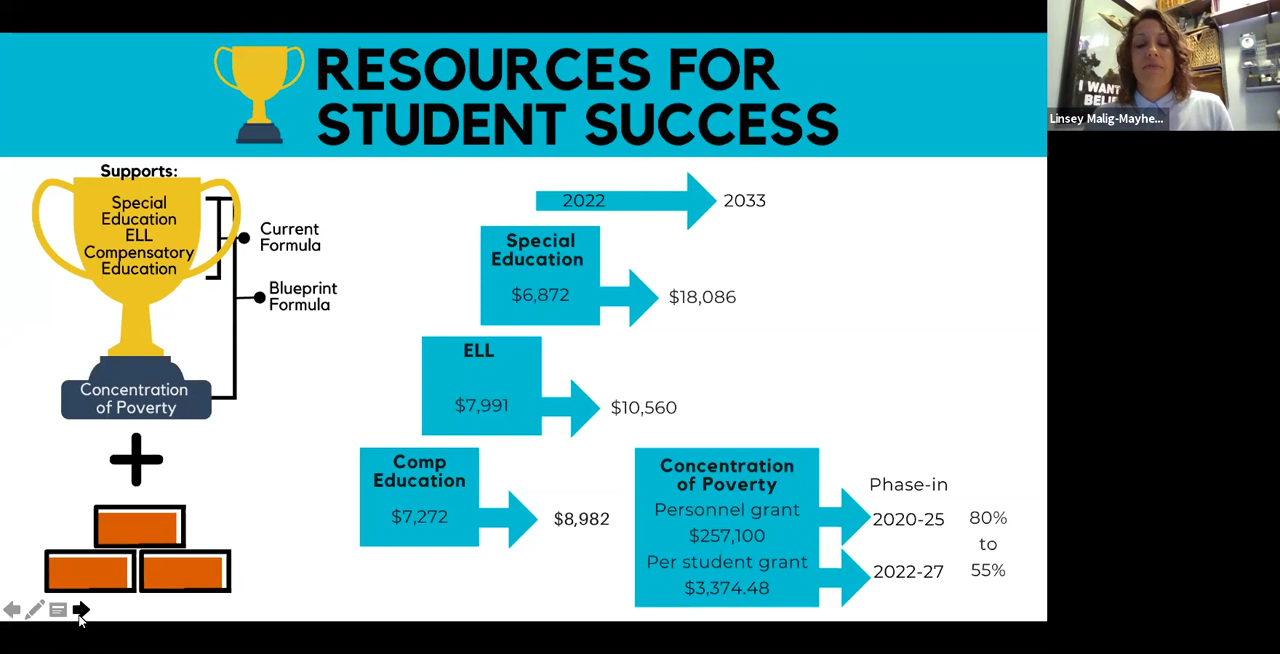 RESOURCES FOR
STUDENT SUCCESS
I WANT
BELI
Linsey Malig-Mayhe...
Supports:
Special
Education
ELL
Compensatory
Education
Current
Formula
Blueprint
Formula
Concentration
of Poverty
2022
2033
Special
Education
$6,872
$18,086
ELL
$7,991
$10,560
Comp
Education
$7,272
$8,982
Concentration
of Poverty
Personnel grant
$257,100
Per student grant
$3,374.48
Phase-in
2020-25
2022-27
80%
to
55%